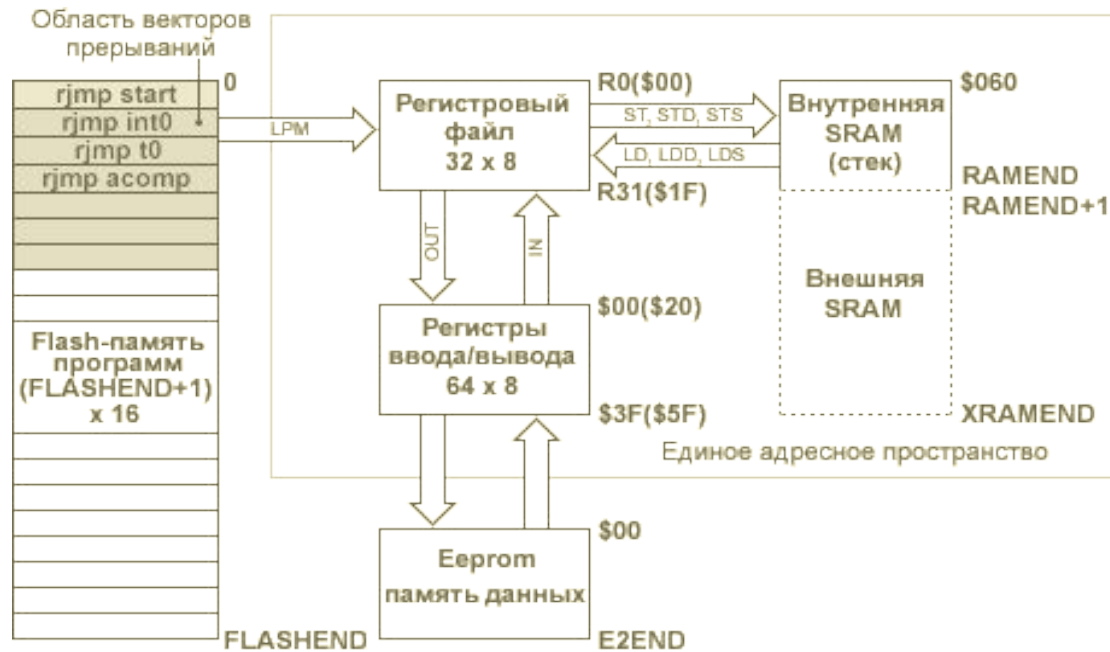 Область векторов
прерываний
0
rjmp start
rjmp int0
rjmp t0
rjmp acomp
Flash-память
программ
(FLASHEND+1)
x 16
FLASHEND
LPM
R0($00)
Регистровый
файл
32 x 8
R31($1F)
ST, STD, STS
LD, LDD, LDS
$060
Внутренняя
SRAM
(стек)
RAMEND
RAMEND+1
Внешняя
SRAM
XRAMEND
OUT
IN
$00($20)
Регистры
ввода/вывода
64 x 8
$3F($5F)
Единое адресное пространство
$00
Eeprom
память данных
E2END